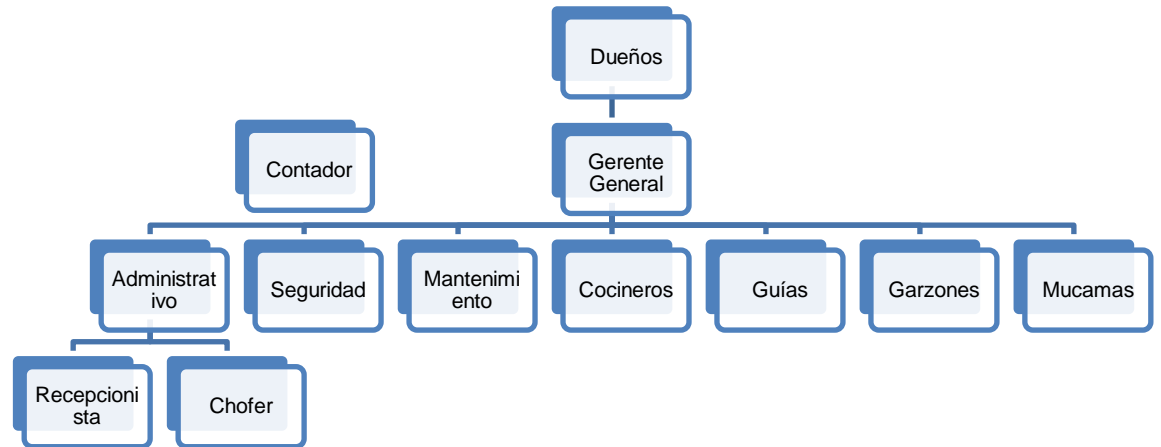 Dueños
Contador
Gerente
General
Administrat
ivo
Seguridad
Mantenimi
ento
Cocineros
Guías
Garzones
Mucamas
Recepcioni
sta
Chofer